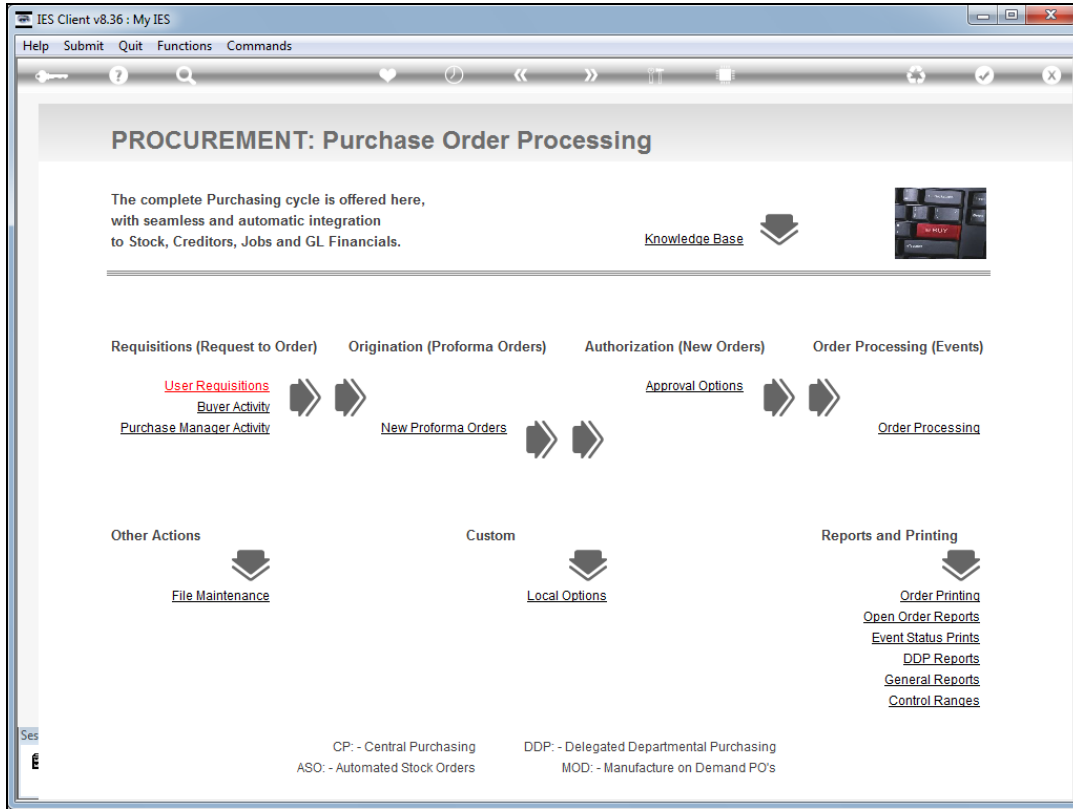 IES Client v8.36 : My IES
Help Submit Quit Functions Commands
PROCUREMENT: Purchase Order Processing
The complete Purchasing cycle is offered here,
with seamless and automatic integration
to Stock, Creditors, Jobs and GL Financials.
Knowledge Base
BUY
Requisitions (Request to Order) Origination (Proforma Orders) Authorization (New Orders) Order Processing (Events)
User Requisitions Approval Options
Buyer Activity
Purchase Manager Activity New Proforma Orders Order Processing
Other Actions Custom Reports and Printing
File Maintenance Local Options Order Printing
Open Order Reports
Event Status Prints
DDP Reports
General Reports
Control Ranges
Ses
CP: - Central Purchasing DDP: - Delegated Departmental Purchasing
ASO: - Automated Stock Orders MOD: - Manufacture on Demand PO's